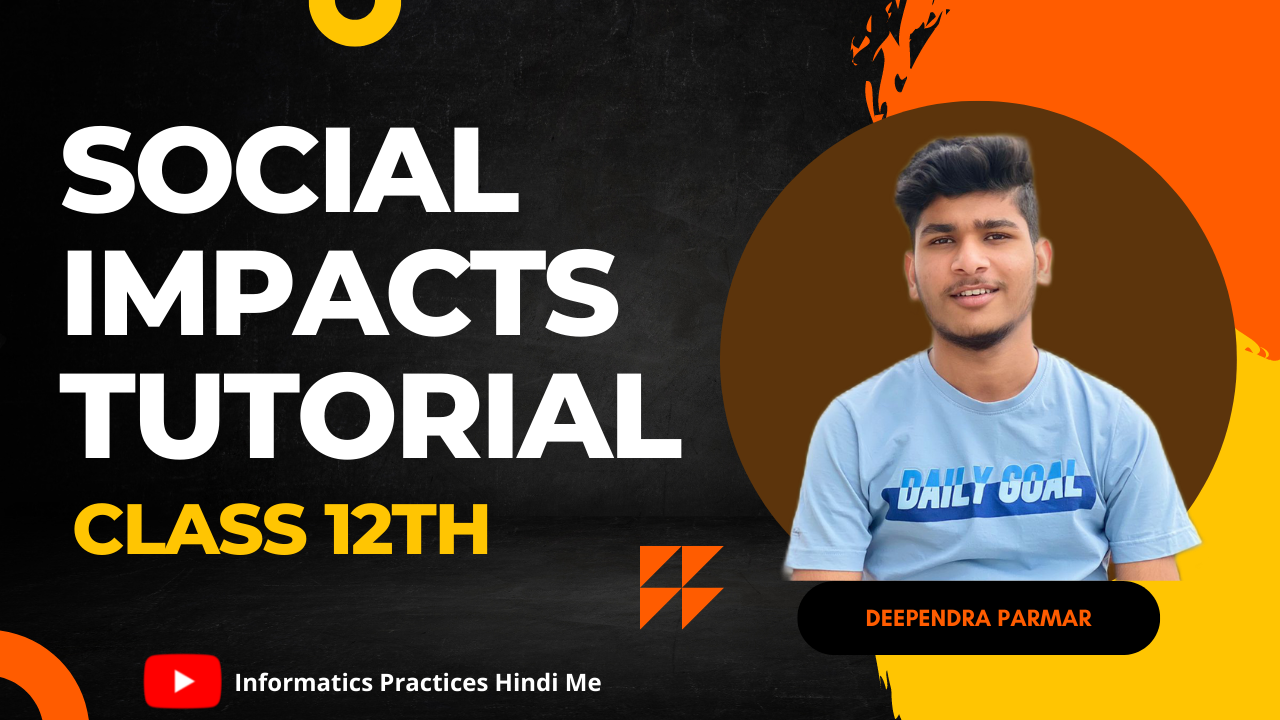 SOCIAL
IMPACTS
TUTORIAL
CLASS 12TH
DAILY GOAL
DEEPENDRA PARMAR
Informatics Practices Hindi Me